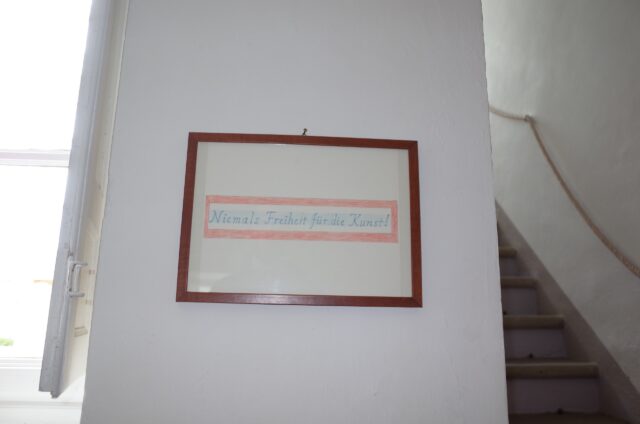 Niemals Freiheit für die Kunst!